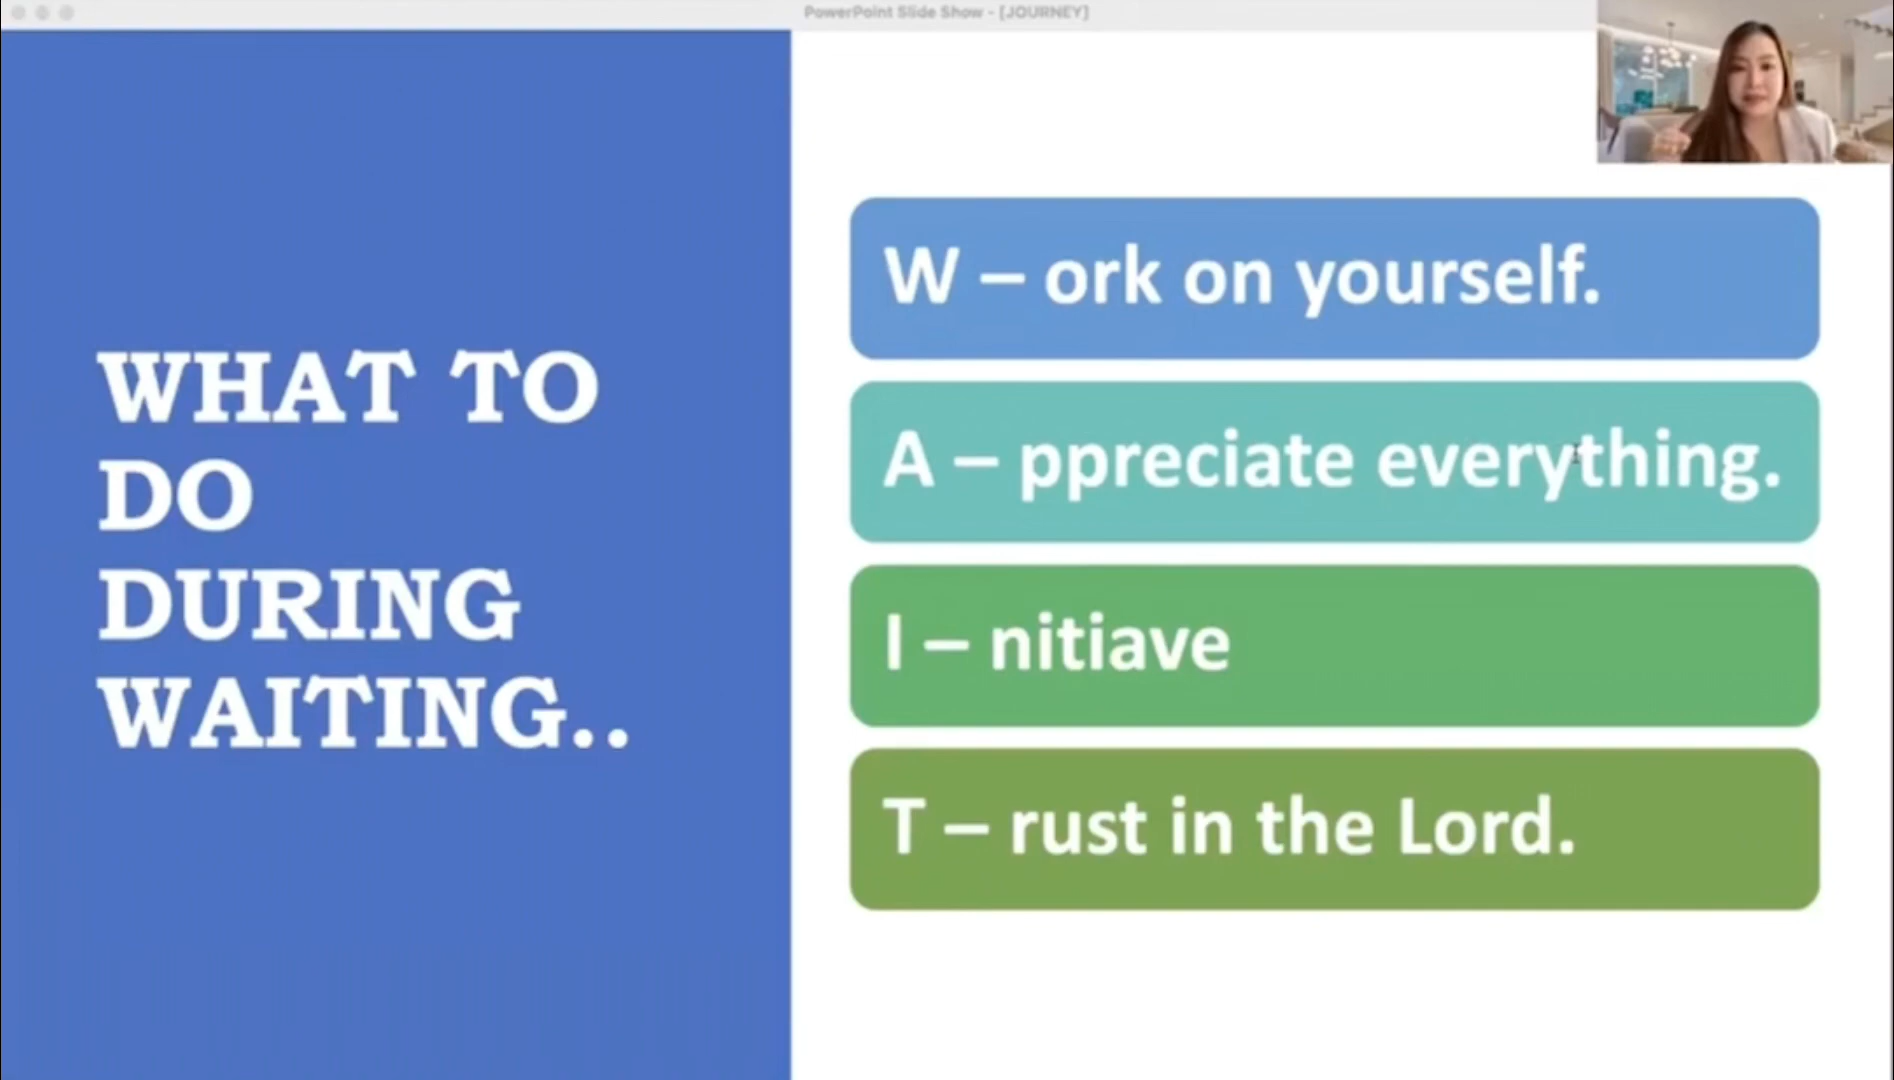 PowerPoint Slide Show - [JOURNEY]
WHAT TO
DO
DURING
WAITING..
W – ork on yourself.
A – ppreciate everything.
I – nitiave
T – rust in the Lord.